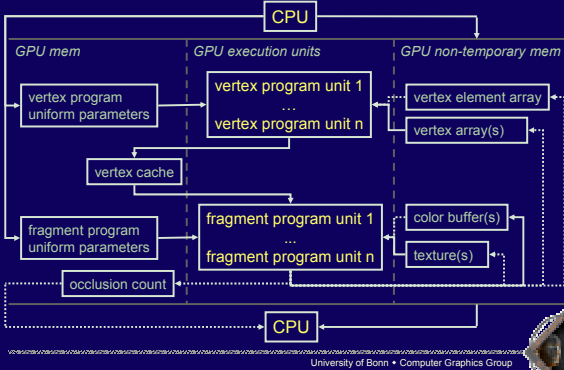 CPU
GPU mem
GPU execution units
GPU non-temporary mem
vertex program
uniform parameters
vertex program unit 1
...
vertex program unit n
vertex element array
vertex array(s)
vertex cache
fragment program
uniform parameters
fragment program unit 1
...
fragment program unit n
color buffer(s)
texture(s)
occlusion count
CPU
University of Bonn • Computer Graphics Group